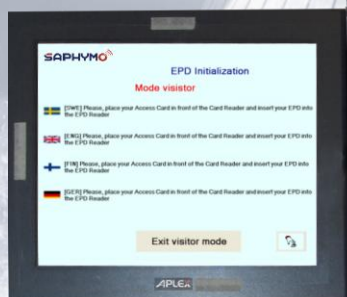 SAPHYMO
EPD Initialization
Mode visistor
[SWE] Please, place your Access Card in front of the Card Reader and insert your EPD into
the EPD Reader
[ENG] Please, place your Access Card in front of the Card Reader and insert your EPD into
the EPD Reader
[FIN] Please, place your Access Card in front of the Card Reader and insert your EPD into
the EPD Reader
[GER] Please, place your Access Card in front of the Card Reader and insert your EPD into
the EPD Reader
Exit visitor mode
APLEX